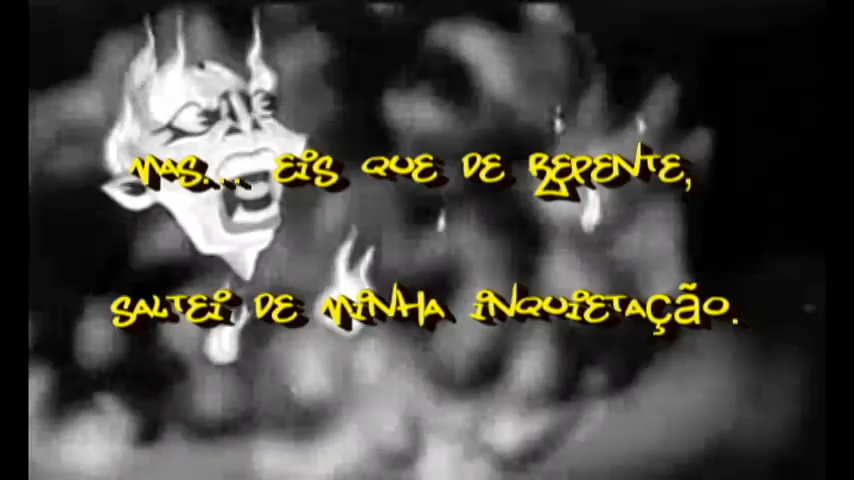 MAS... EIS QUE DE REPENTE,
SALTEI DE MINHA INQUIETAÇÃO.